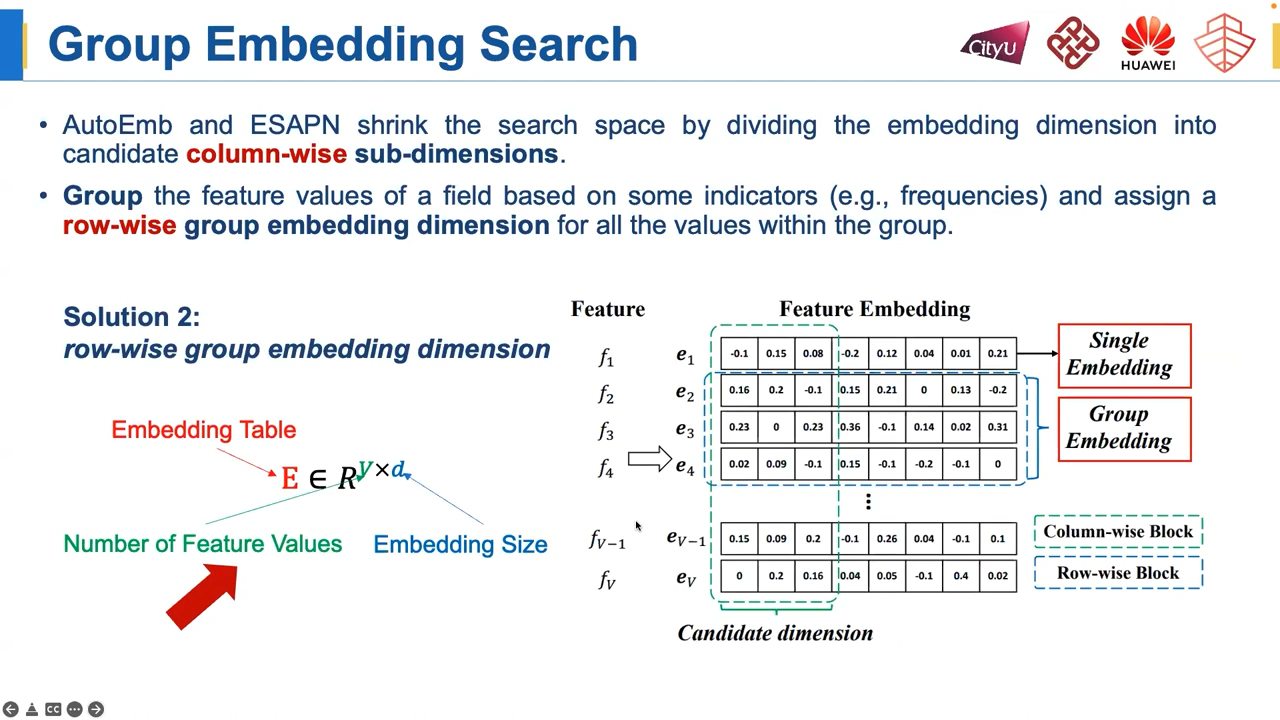 Group Embedding Search
CityU
HUAWEI
• AutoEmb and ESAPN shrink the search space by dividing the embedding dimension into
candidate column-wise sub-dimensions.
• Group the feature values of a field based on some indicators (e.g., frequencies) and assign a
row-wise group embedding dimension for all the values within the group.
Solution 2:
row-wise group embedding dimension
Embedding Table
E ∈ R^{V×d}
Number of Feature Values
Embedding Size
Feature
Feature Embedding
f₁ e₁ -0.1 0.15 0.08 -0.2 0.12 0.04 0.01 0.21
f₂ e₂ 0.16 0.2 -0.1 0.15 0.21 0 0.13 -0.2
f₃ e₃ 0.23 0 0.23 0.36 -0.1 0.14 0.02 0.31
f₄ e₄ 0.02 0.09 -0.1 0.15 -0.1 -0.2 -0.1 0
⋮
f_{V−1} e_{V−1} 0.15 0.09 0.2 -0.1 0.26 0.04 -0.1 0.1
f_V e_V 0 0.2 0.16 0.04 0.05 -0.1 0.4 0.02
Candidate dimension
Single
Embedding
Group
Embedding
Column-wise Block
Row-wise Block
CC